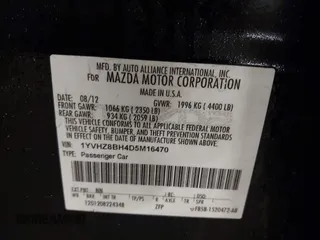 MFD. BY AUTO ALLIANCE INTERNATIONAL, INC
FOR MAZDA MOTOR CORPORATION
MADE IN U.S.A.
DATE: 08/12 GVWR: 1996 KG (4400 LB)
FRONT GAWR: 1066 KG (2350 LB)
REAR GAWR: 934 KG (2059 LB)
THIS VEHICLE CONFORMS TO ALL
APPLICABLE FEDERAL MOTOR VEHICLE
SAFETY, BUMPER, AND THEFT PREVENTION
STANDARDS IN EFFECT ON THE DATE OF
MANUFACTURE SHOWN ABOVE.
VIN: 1YVHZ8BH4D5M16470
TYPE: Passenger Car